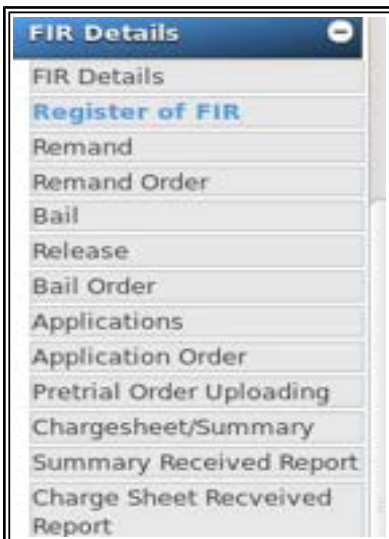 FIR Details
FIR Details
Register of FIR
Remand
Remand Order
Bail
Release
Bail Order
Applications
Application Order
Pretrial Order Uploading
Chargesheet/Summary
Summary Received Report
Charge Sheet Recveived
Report